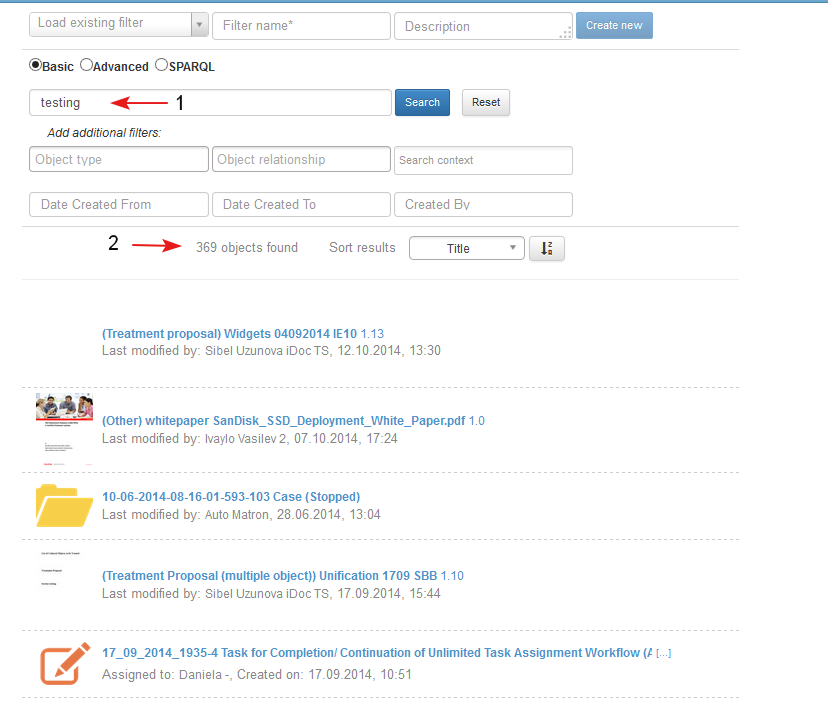 Load existing filter Filter name* Description Create new
Basic Advanced SPARQL
testing 1 Search Reset
Add additional filters:
Object type Object relationship Search context
Date Created From Date Created To Created By
2 369 objects found Sort results Title
(Treatment proposal) Widgets 04092014 IE10 1.13
Last modified by: Sibel Uzunova iDoc TS, 12.10.2014, 13:30
(Other) whitepaper SanDisk_SSD_Deployment_White_Paper.pdf 1.0
Last modified by: Ivaylo Vasilev 2, 07.10.2014, 17:24
10-06-2014-08-16-01-593-103 Case (Stopped)
Last modified by: Auto Matron, 28.06.2014, 13:04
(Treatment Proposal (multiple object)) Unification 1709 SBB 1.10
Last modified by: Sibel Uzunova iDoc TS, 17.09.2014, 15:44
17_09_2014_1935-4 Task for Completion/ Continuation of Unlimited Task Assignment Workflow (A [...]
Assigned to: Daniela -, Created on: 17.09.2014, 10:51